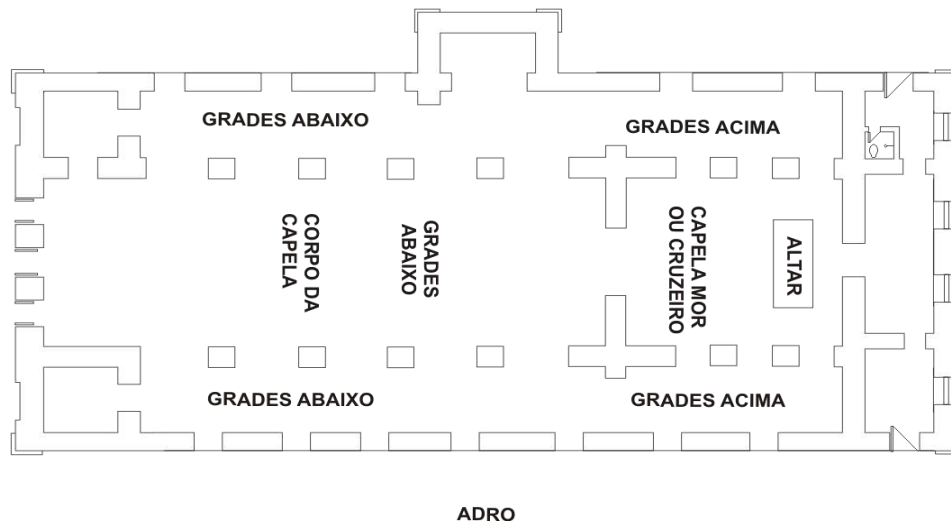 GRADES ABAIXO
GRADES ACIMA
CORPO DA
CAPELA
GRADES
ABAIXO
CAPELA MOR
OU CRUZEIRO
ALTAR
GRADES ABAIXO
GRADES ACIMA
ADRO